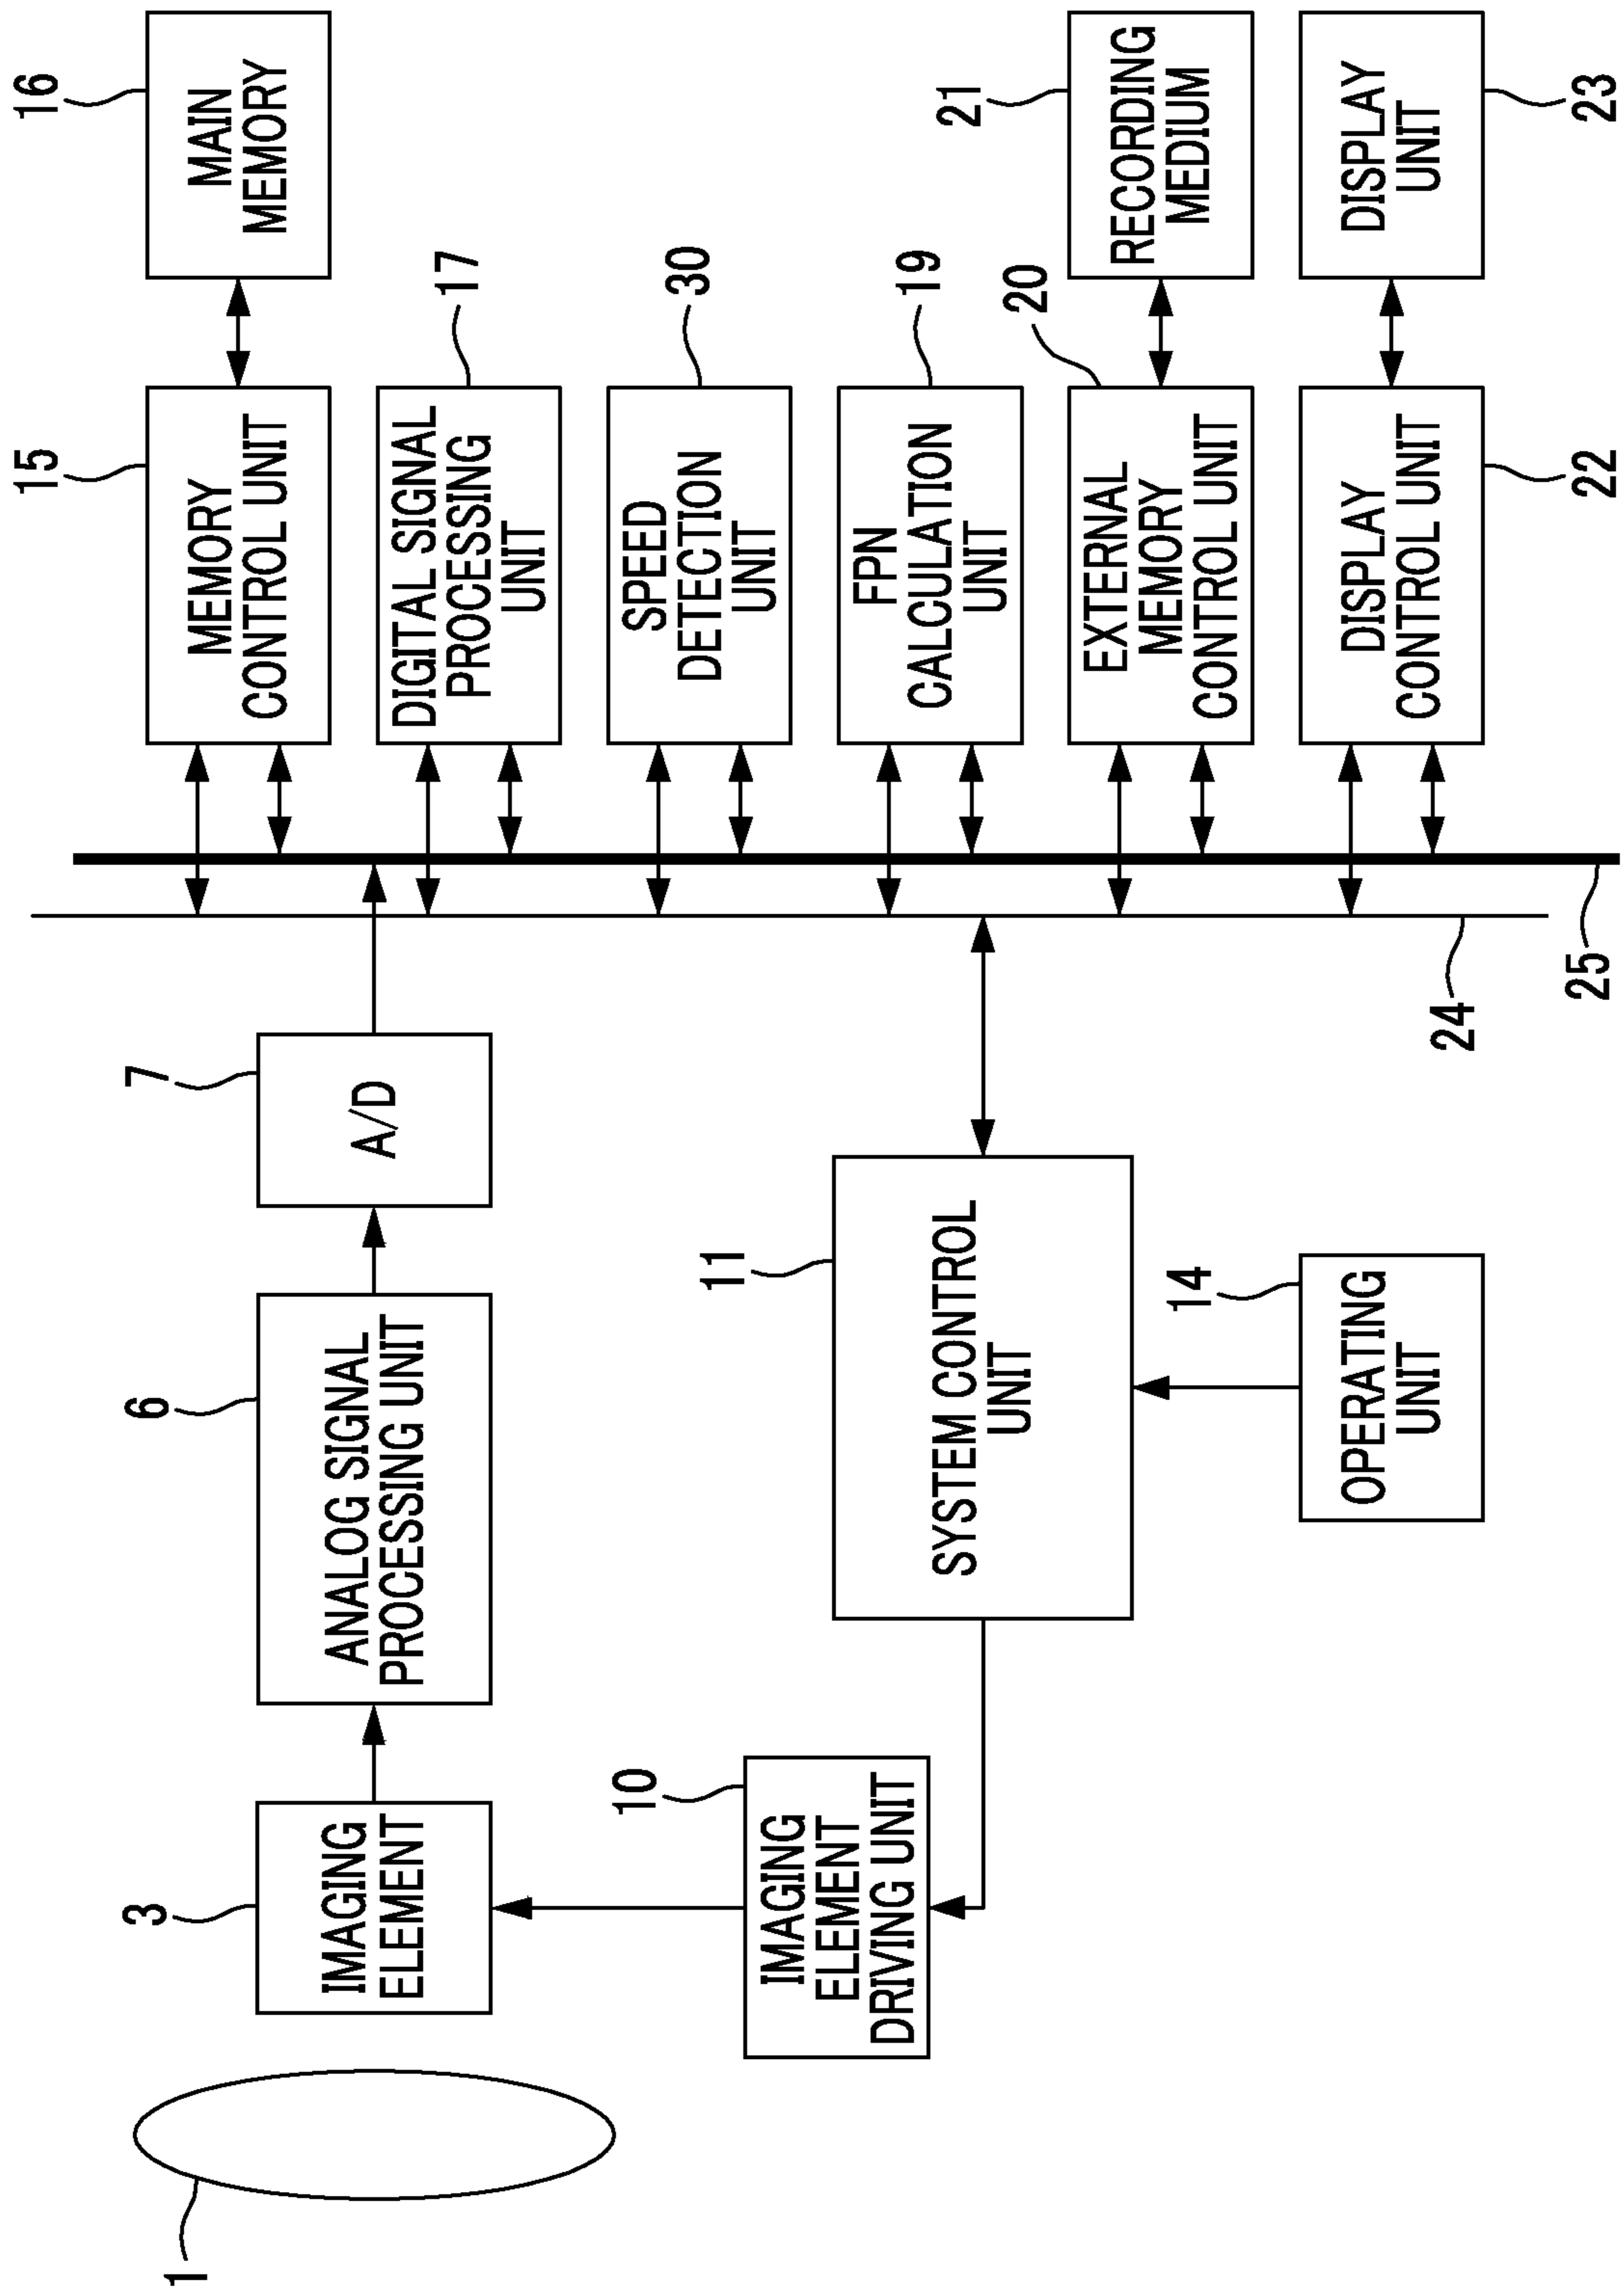 1
3
IMAGING
ELEMENT
6
ANALOG SIGNAL
PROCESSING UNIT
7
A/D
10
IMAGING
ELEMENT
DRIVING UNIT
11
SYSTEM CONTROL
UNIT
14
OPERATING
UNIT
24
25
15
MEMORY
CONTROL UNIT
16
MAIN
MEMORY
17
DIGITAL SIGNAL
PROCESSING
UNIT
30
SPEED
DETECTION
UNIT
19
FPN
CALCULATION
UNIT
20
EXTERNAL
MEMORY
CONTROL UNIT
21
RECORDING
MEDIUM
22
DISPLAY
CONTROL UNIT
23
DISPLAY
UNIT